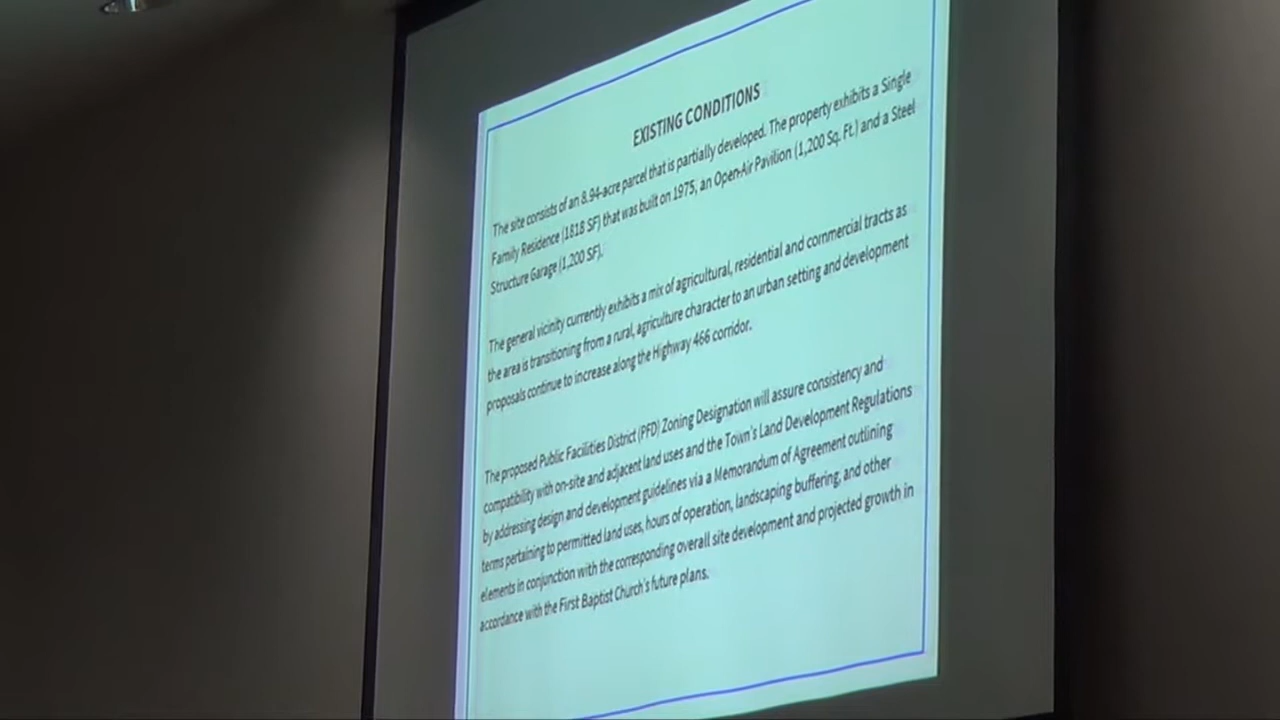 EXISTING CONDITIONS
The site consists of an 8.94-acre parcel that is partially developed. The property exhibits a Single
Family Residence (1818 SF) that was built on 1975, an Open-Air Pavilion (1,200 Sq. Ft.) and a Steel
Structure Garage (1,200 SF).
The general vicinity currently exhibits a mix of agricultural, residential and commercial tracts as
the area is transitioning from a rural, agriculture character to an urban setting and development
proposals continue to increase along the Highway 466 corridor.
The proposed Public Facilities District (PFD) Zoning Designation will assure consistency and
compatibility with on-site and adjacent land uses and the Town's Land Development Regulations
by addressing design and development guidelines via a Memorandum of Agreement outlining
terms pertaining to permitted land uses, hours of operation, landscaping buffering, and other
elements in conjunction with the corresponding overall site development and projected growth in
accordance with the First Baptist Church's future plans.